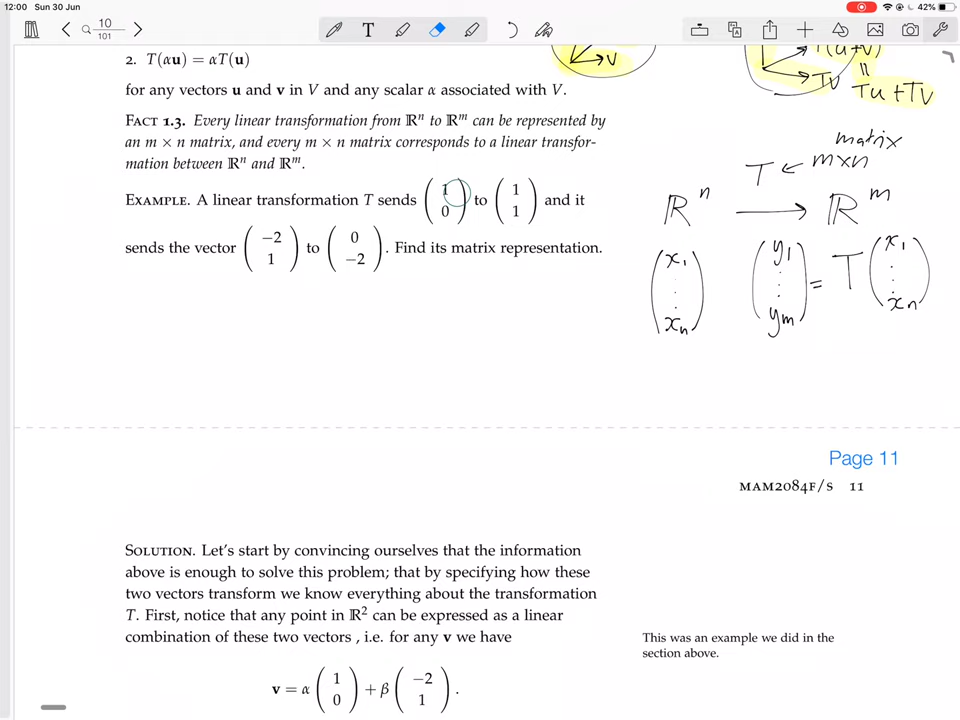 12:00 Sun 30 Jun
42%
10
101
T
2. T(αu) = αT(u)
V
T(u+v)
Tv
=
Tu + Tv
for any vectors u and v in V and any scalar α associated with V.
FACT 1.3. Every linear transformation from ℝⁿ to ℝᵐ can be represented by
an m × n matrix, and every m × n matrix corresponds to a linear transfor-
mation between ℝⁿ and ℝᵐ.
matrix
T ← m×n
ℝⁿ ⟶ ℝᵐ
EXAMPLE. A linear transformation T sends (1 0) to (1 1) and it
sends the vector (−2 1) to (0 −2). Find its matrix representation.
(x₁ . . xₙ) (y₁ ⋮ yₘ) = T (x₁ . . xₙ)
Page 11
MAM2084F/S 11
SOLUTION. Let's start by convincing ourselves that the information
above is enough to solve this problem; that by specifying how these
two vectors transform we know everything about the transformation
T. First, notice that any point in ℝ² can be expressed as a linear
combination of these two vectors , i.e. for any v we have
This was an example we did in the
section above.
v = α (1 0) + β (−2 1).